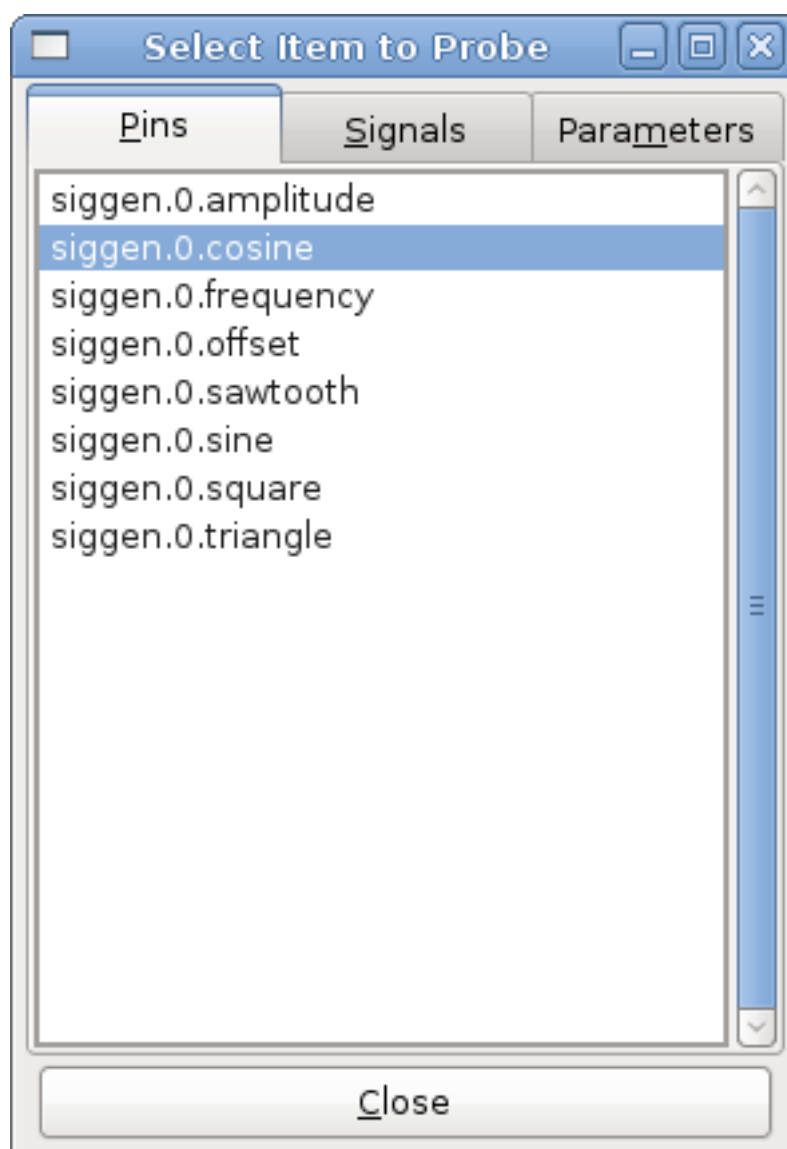 Select Item to Probe
Pins Signals Parameters
siggen.0.amplitude
siggen.0.cosine
siggen.0.frequency
siggen.0.offset
siggen.0.sawtooth
siggen.0.sine
siggen.0.square
siggen.0.triangle
Close